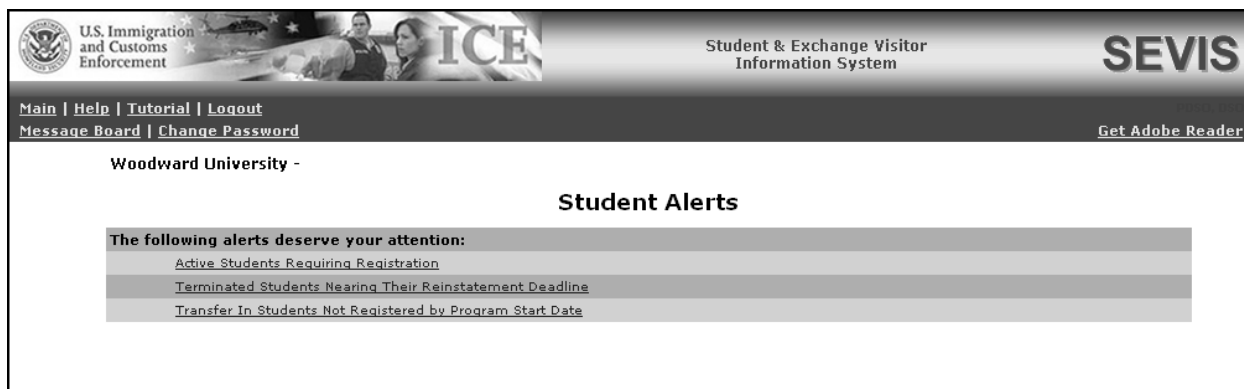 U.S. Immigration
and Customs
Enforcement
ICE
Student & Exchange Visitor
Information System
SEVIS
Main | Help | Tutorial | Logout
Message Board | Change Password
Get Adobe Reader
Woodward University -
Student Alerts
The following alerts deserve your attention:
Active Students Requiring Registration
Terminated Students Nearing Their Reinstatement Deadline
Transfer In Students Not Registered by Program Start Date